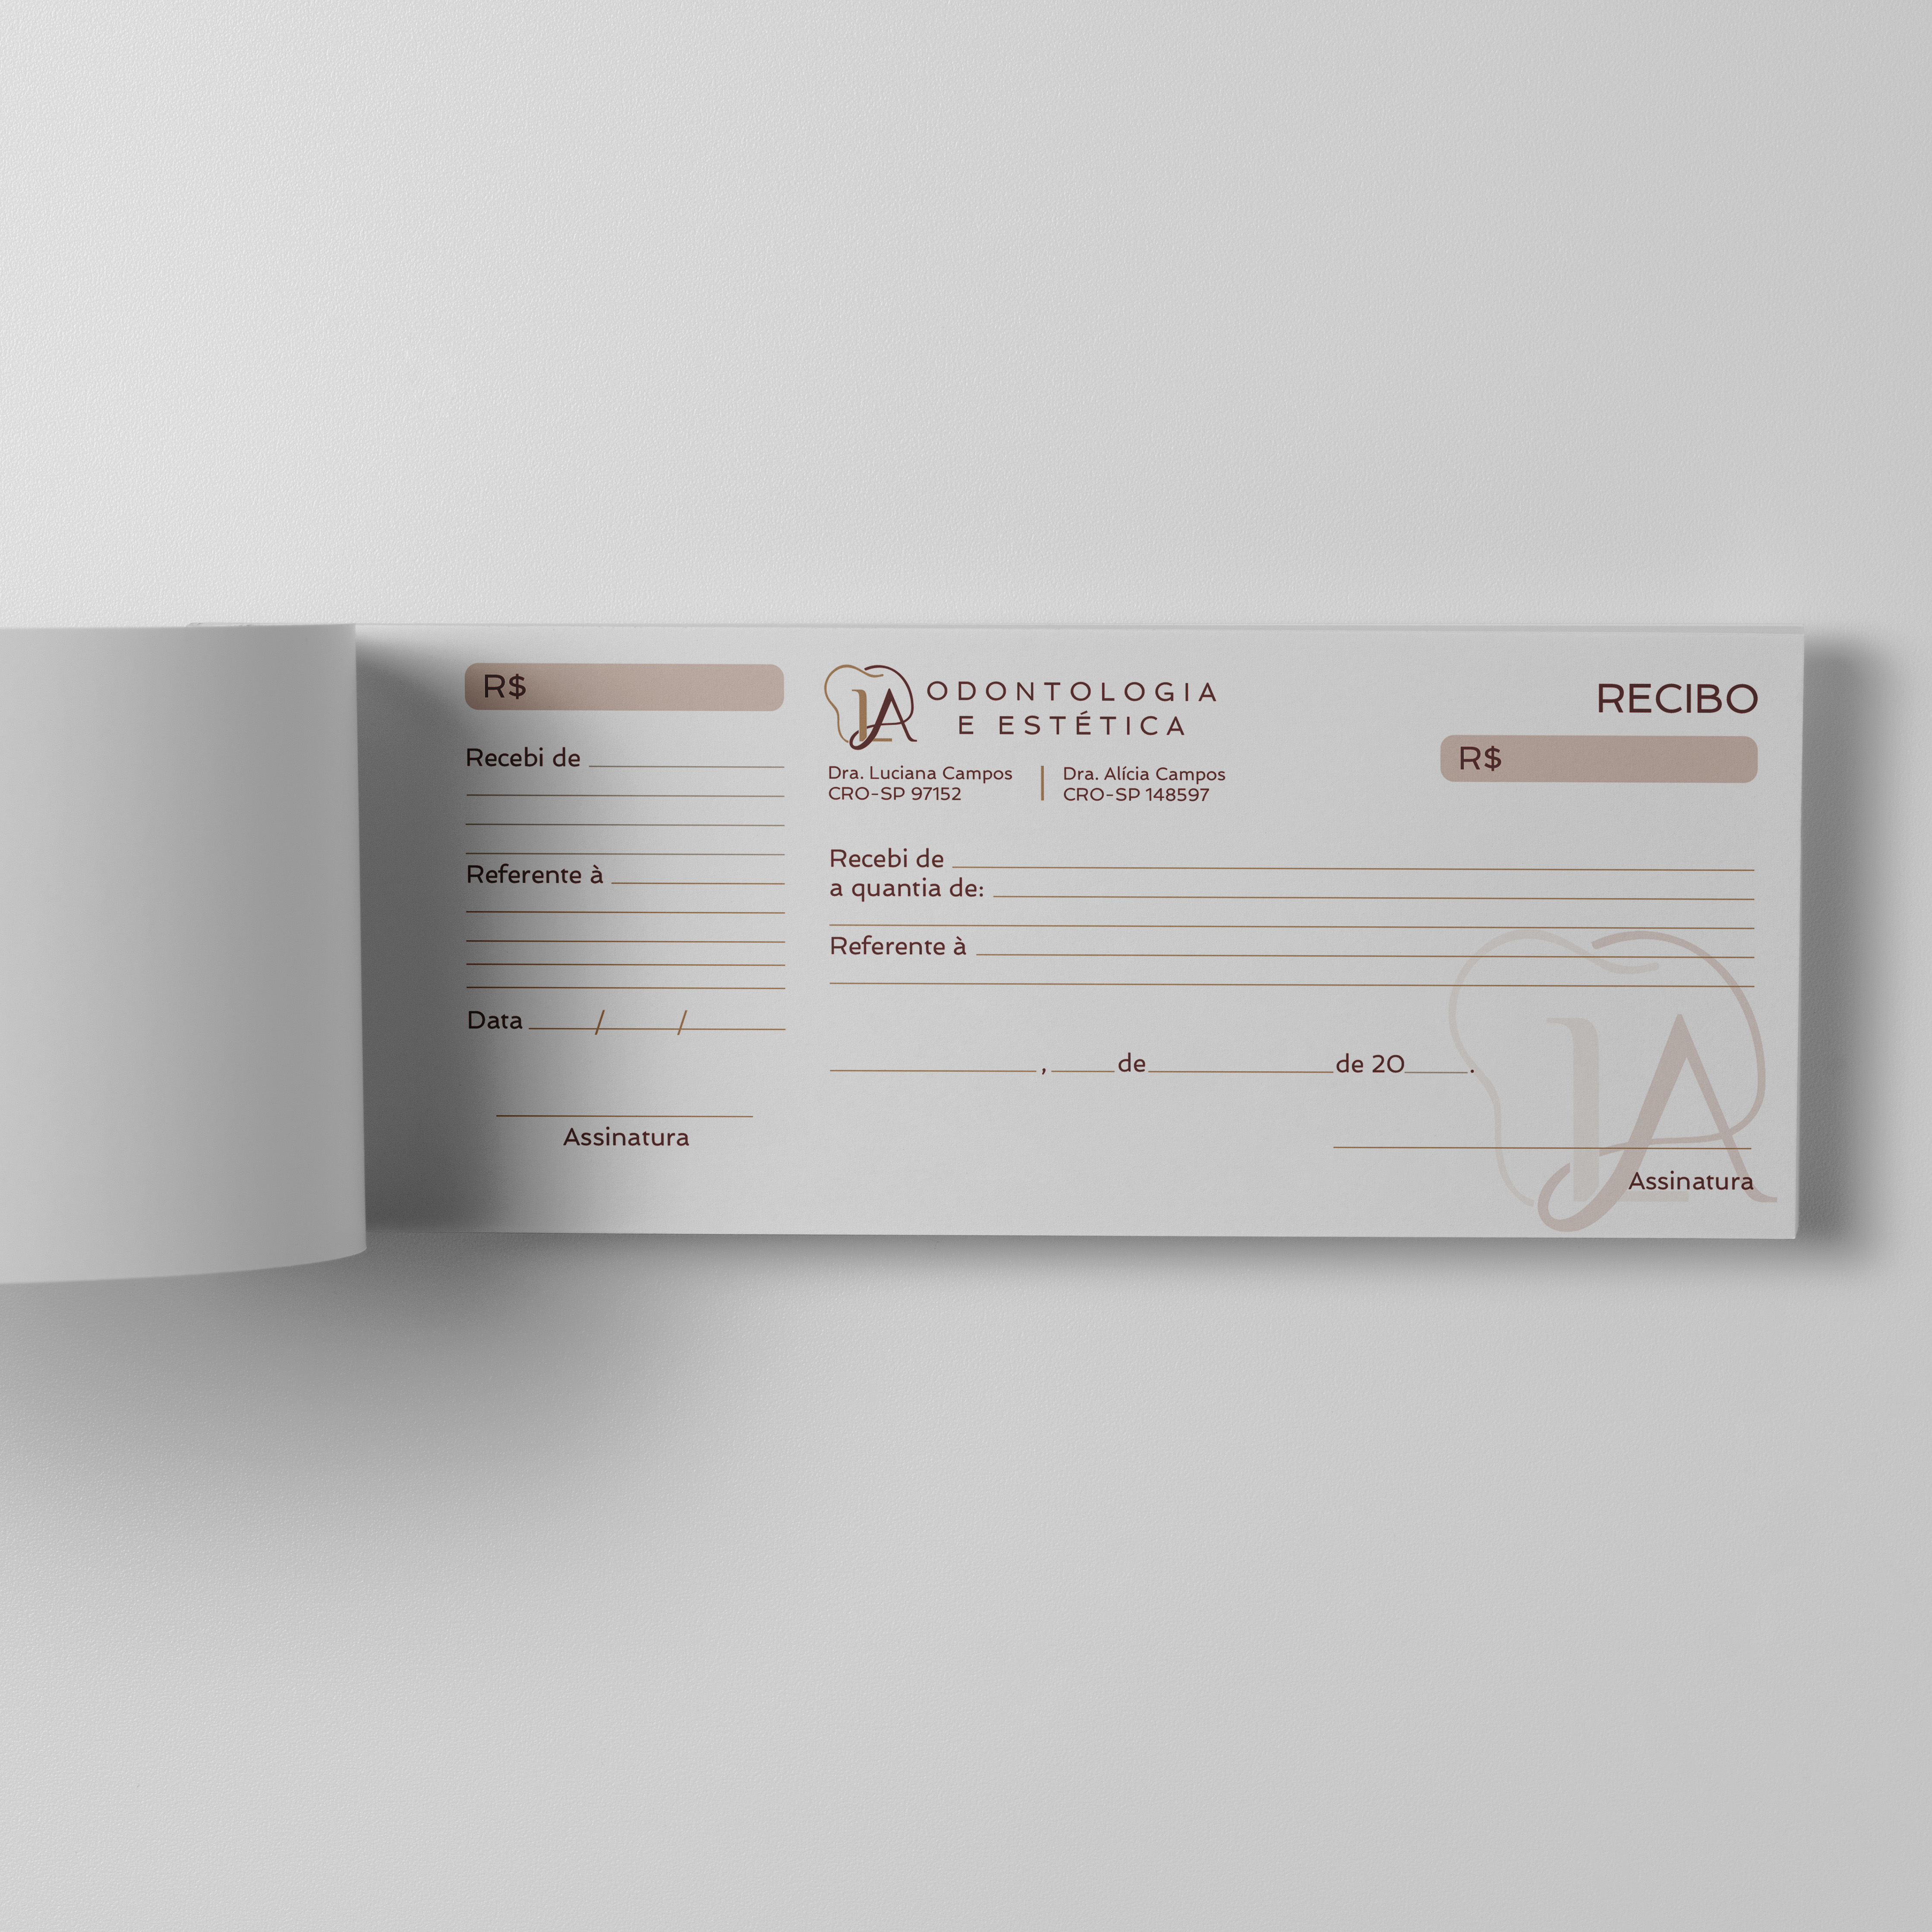 R$
Recebi de
Referente à
Data / /
Assinatura
LA
ODONTOLOGIA
E ESTÉTICA
Dra. Luciana Campos
CRO-SP 97152
Dra. Alícia Campos
CRO-SP 148597
RECIBO
R$
Recebi de
a quantia de:
Referente à
, de de 20 .
LA
Assinatura